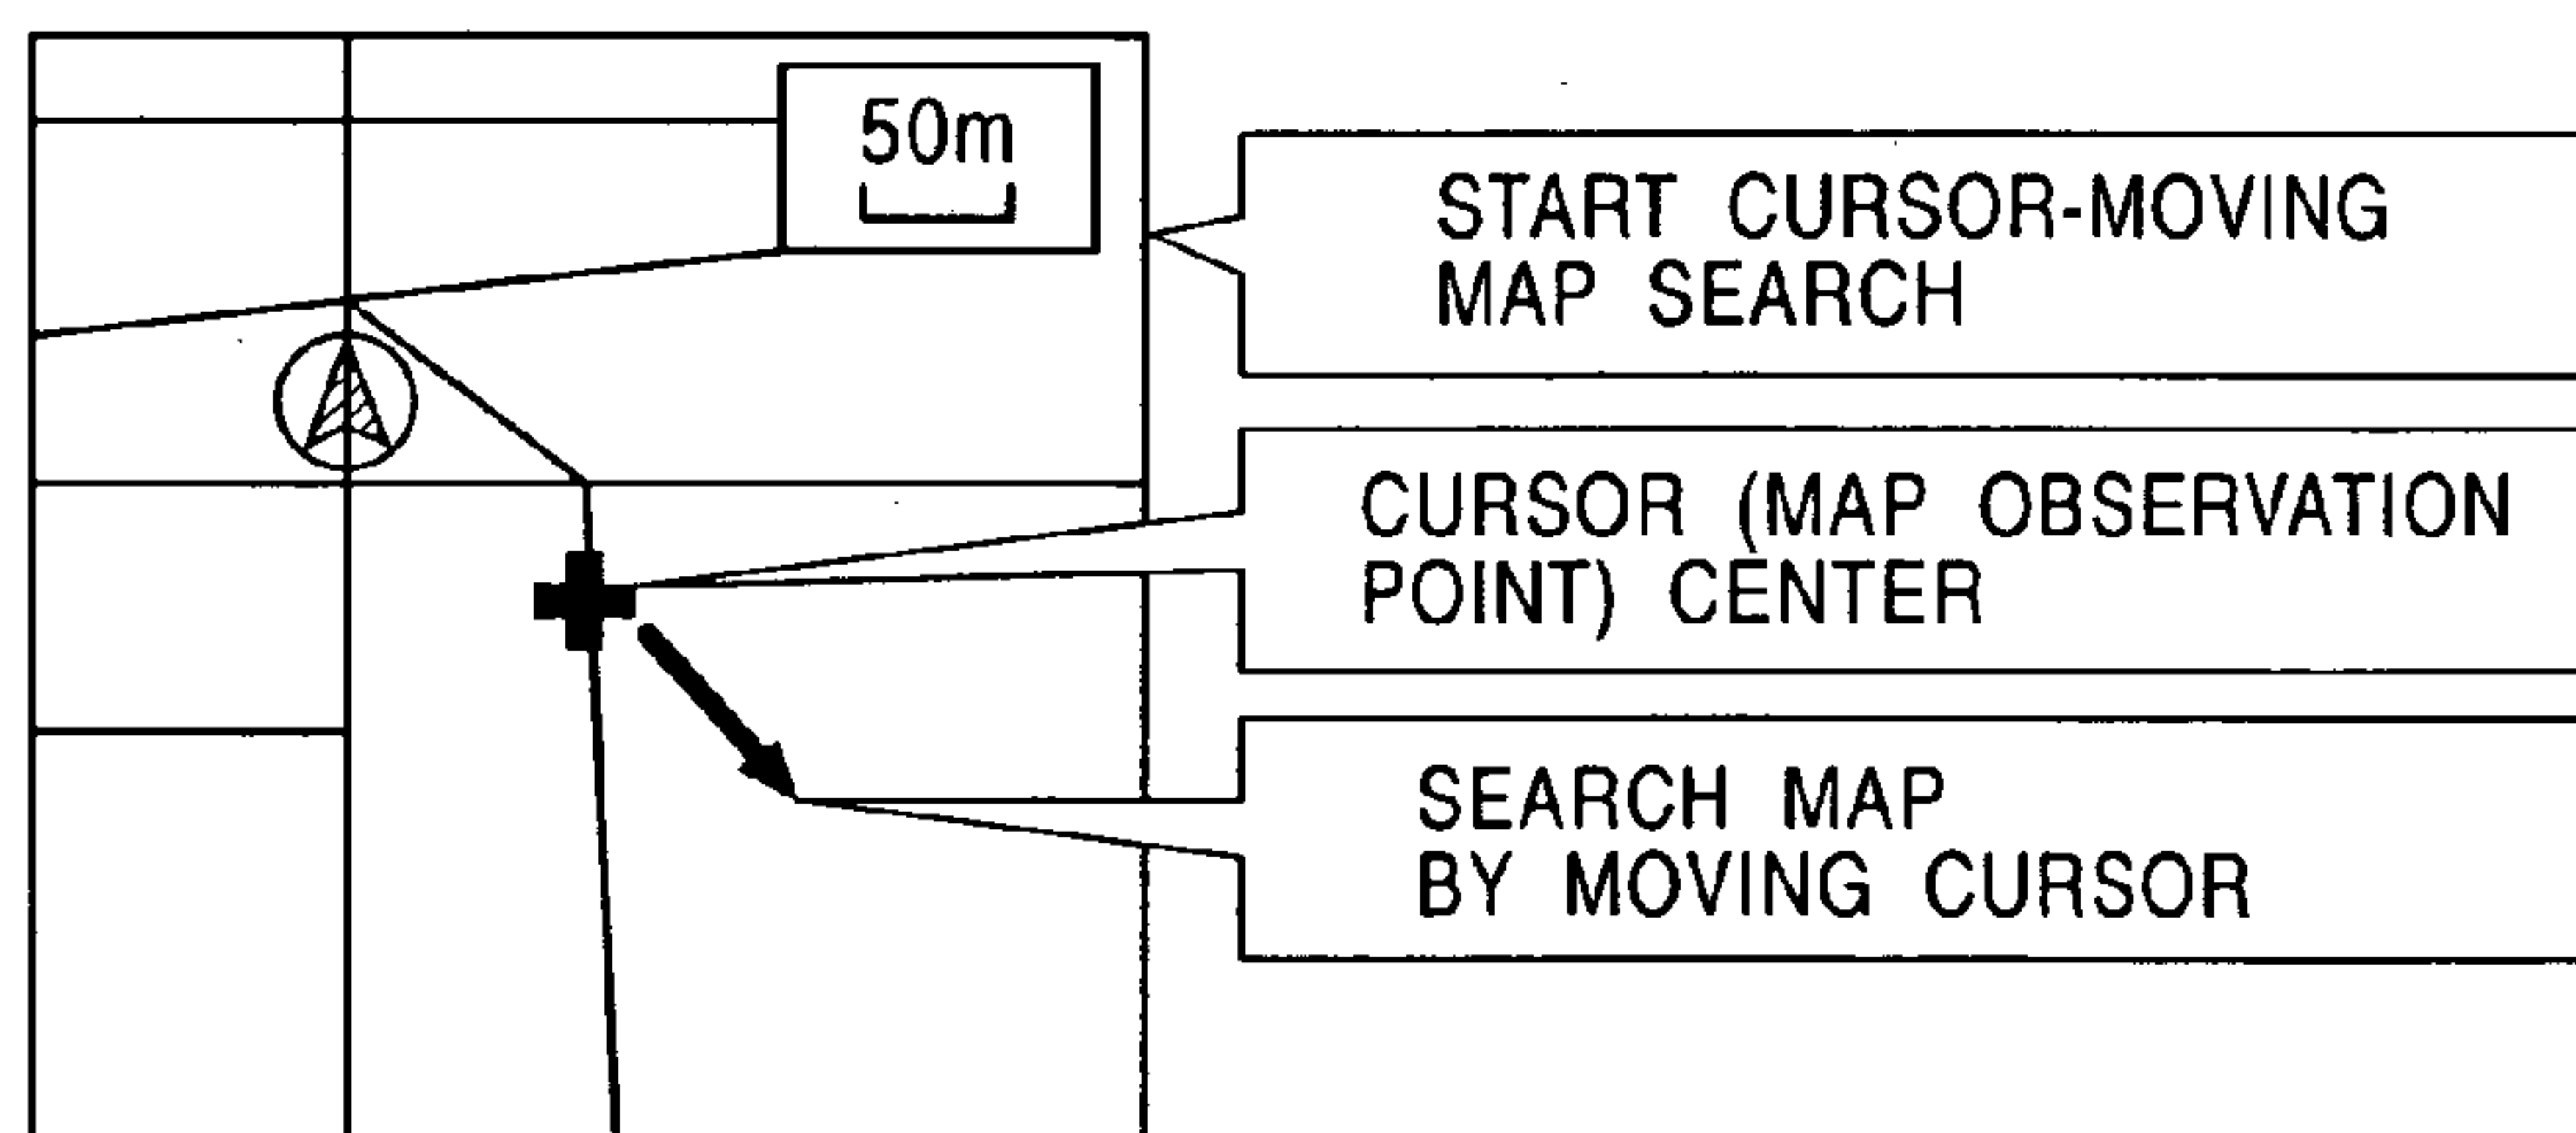 50m
START CURSOR-MOVING
MAP SEARCH
CURSOR (MAP OBSERVATION
POINT) CENTER
SEARCH MAP
BY MOVING CURSOR